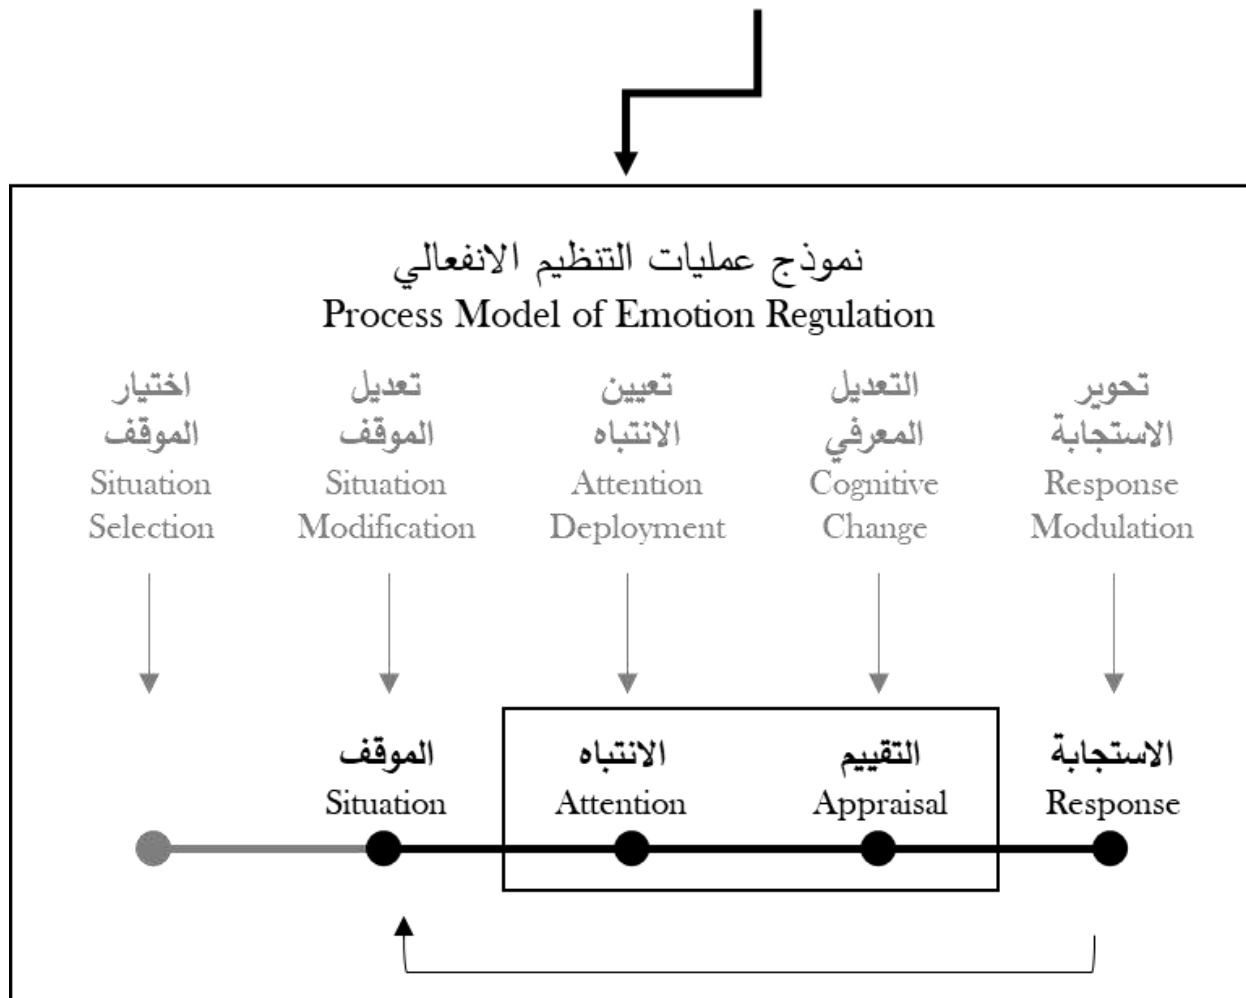 نموذج عمليات التنظيم الانفعالي
Process Model of Emotion Regulation
اختيار
الموقف
Situation
Selection
تعديل
الموقف
Situation
Modification
تعيين
الانتباه
Attention
Deployment
التعديل
المعرفي
Cognitive
Change
تحوير
الاستجابة
Response
Modulation
الموقف
Situation
الانتباه
Attention
التقييم
Appraisal
الاستجابة
Response